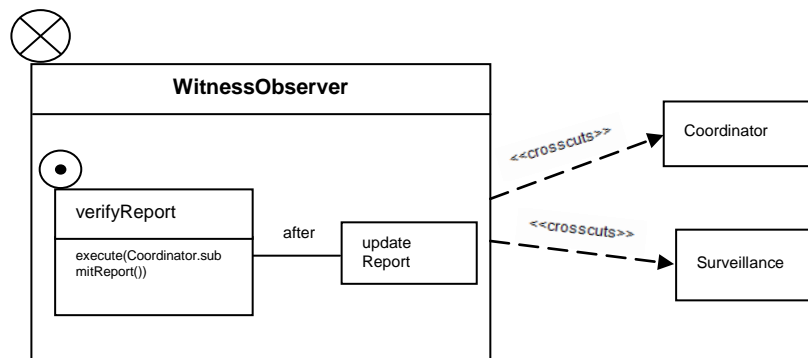 WitnessObserver
<<crosscuts>>
Coordinator
verifyReport
after
update
Report
execute(Coordinator.sub
mitReport())
<<crosscuts>>
Surveillance